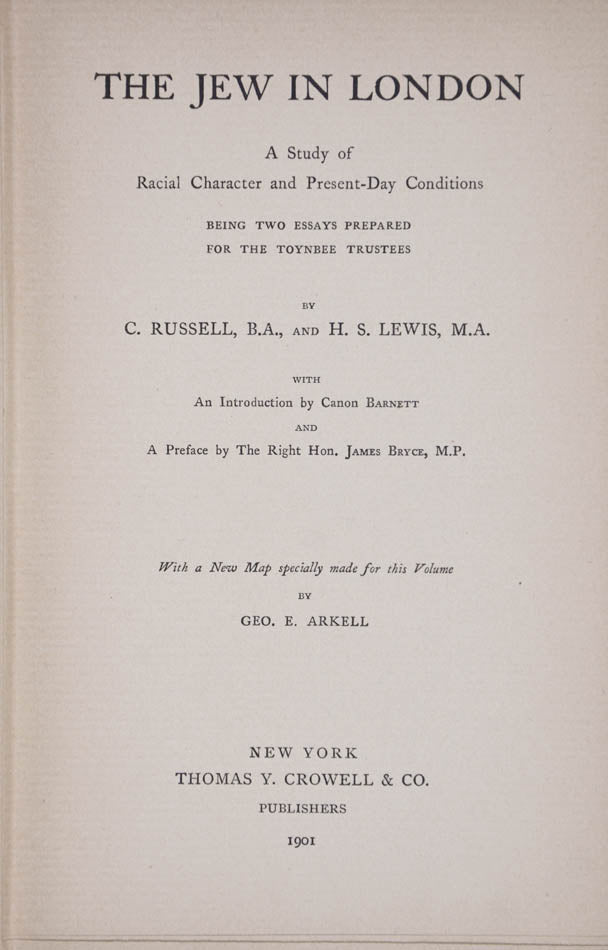 THE JEW IN LONDON
A Study of
Racial Character and Present-Day Conditions
BEING TWO ESSAYS PREPARED
FOR THE TOYNBEE TRUSTEES
BY
C. RUSSELL, B.A., AND H. S. LEWIS, M.A.
WITH
An Introduction by Canon BARNETT
AND
A Preface by The Right Hon. JAMES BRYCE, M.P.
With a New Map specially made for this Volume
BY
GEO. E. ARKELL
NEW YORK
THOMAS Y. CROWELL & CO.
PUBLISHERS
1901